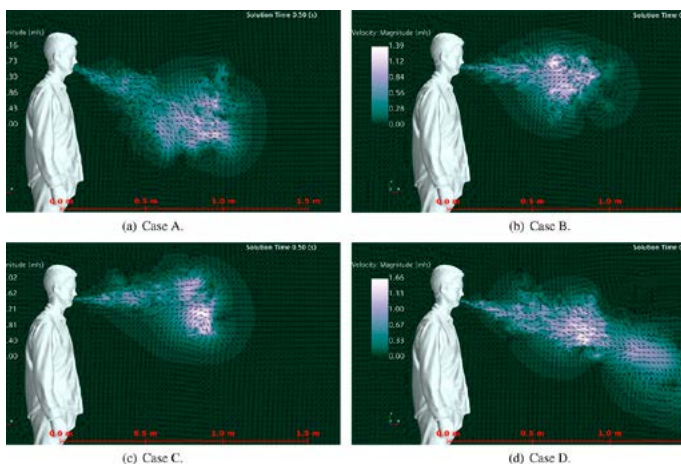 Solution Time 0.50 (s)
Magnitude (m/s)
.16
.73
.30
.86
.43
.00
0.0 m 0.5 m 1.0 m 1.5 m
(a) Case A.
Solution Time
Velocity: Magnitude (m/s)
1.39
1.12
0.84
0.56
0.28
0.00
0.0 m 0.5 m 1.0 m
(b) Case B.
Solution Time 0.50 (s)
(m/s)
.02
.62
.21
.81
.40
.00
0.0 m 0.5 m 1.0 m 1.5 m
(c) Case C.
Solution Time
Velocity: Magnitude (m/s)
1.66
1.33
1.00
0.67
0.33
0.00
0.0 m 0.5 m 1.0 m
(d) Case D.